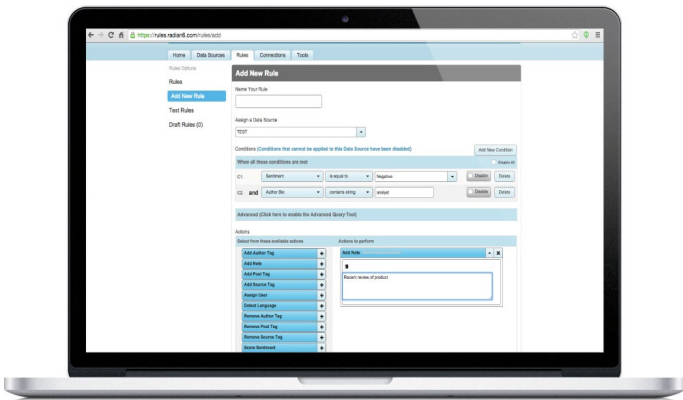 https://rules.radian6.com/rules/add
Home Data Sources Rules Connections Tools
Rules Options
Rules
Add New Rule
Test Rules
Draft Rules (0)
Add New Rule
Name Your Rule
Assign a Data Source
TEST
Conditions (Conditions that cannot be applied to this Data Source have been disabled)
Add New Condition
When all these conditions are met
Disable All
C1. Sentiment is equal to Negative Disable Delete
C2. and Author Bio contains string analyst Disable Delete
Advanced (Click here to enable the Advanced Query Tool)
Actions
Select from these available actions
Add Author Tag
Add Note
Add Post Tag
Add Source Tag
Assign User
Detect Language
Remove Author Tag
Remove Post Tag
Remove Source Tag
Score Sentiment
Actions to perform
Add Note
Recent review of product